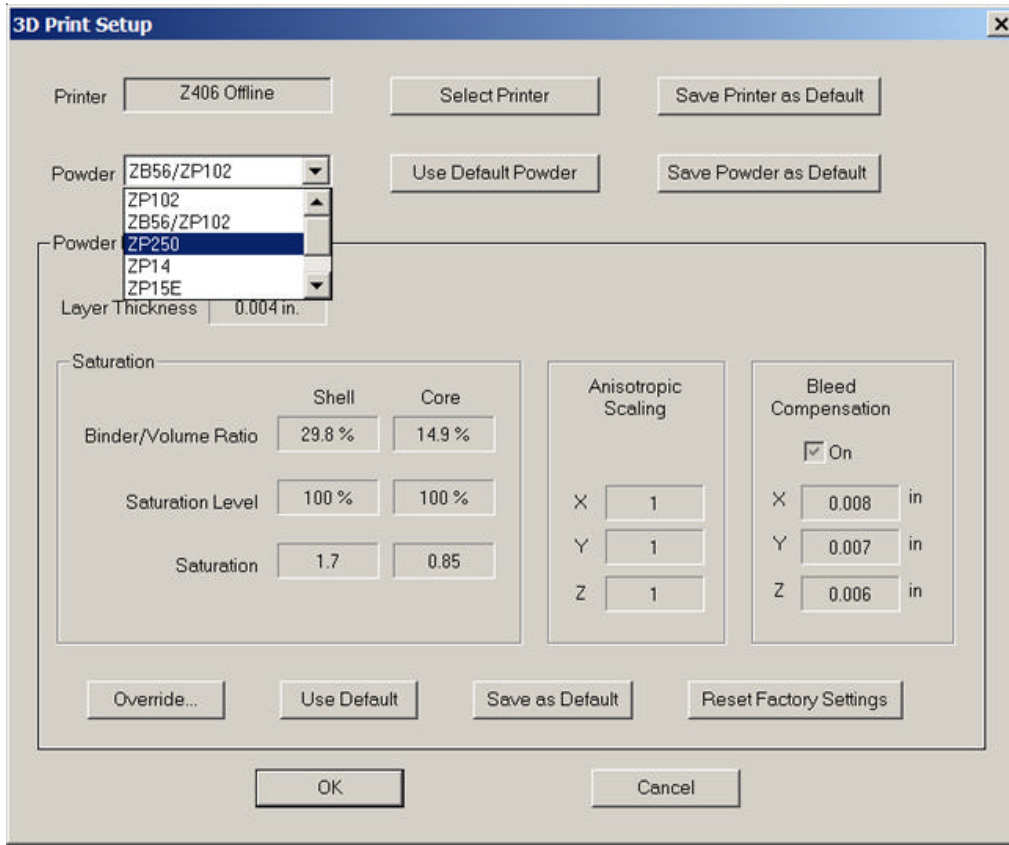 3D Print Setup
Printer Z406 Offline Select Printer Save Printer as Default
Powder ZB56/ZP102 Use Default Powder Save Powder as Default
ZP102
ZB56/ZP102
Powder ZP250
ZP14
ZP15E
Layer Thickness 0.004 in.
Saturation
Shell Core
Binder/Volume Ratio 29.8 % 14.9 %
Saturation Level 100 % 100 %
Saturation 1.7 0.85
Anisotropic
Scaling
X 1
Y 1
Z 1
Bleed
Compensation
On
X 0.008 in
Y 0.007 in
Z 0.006 in
Override... Use Default Save as Default Reset Factory Settings
OK Cancel